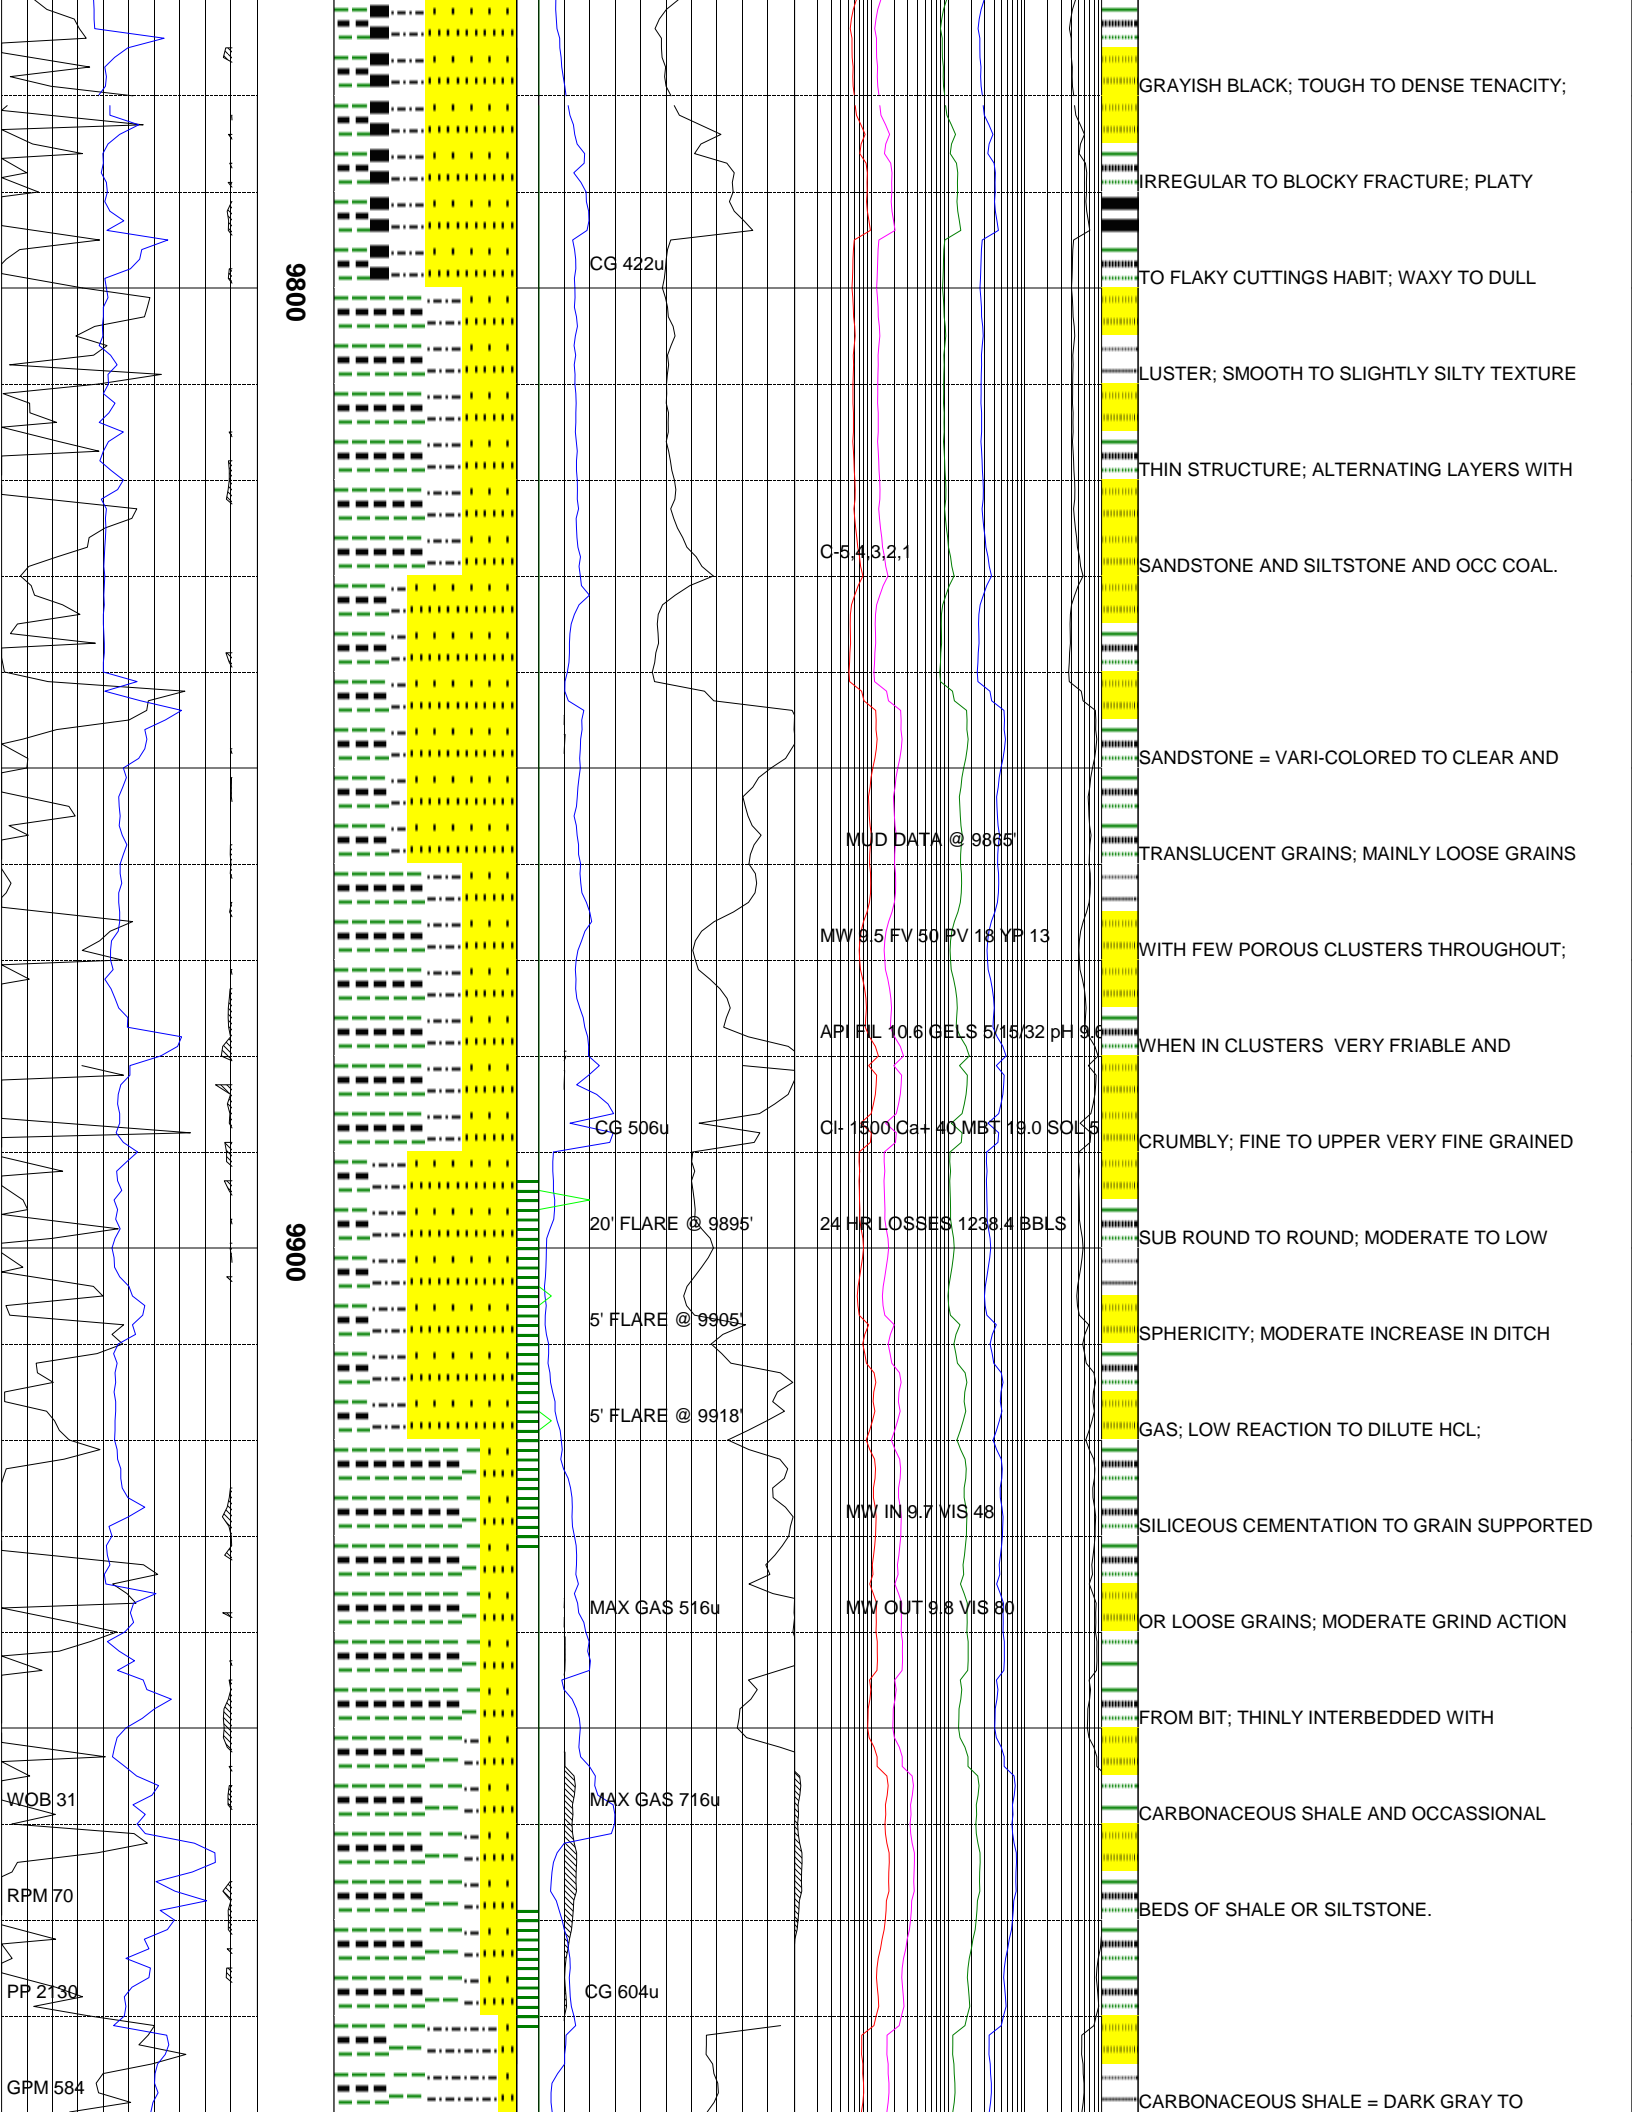 GRAYISH BLACK; TOUGH TO DENSE TENACITY;
IRREGULAR TO BLOCKY FRACTURE; PLATY
CG 422u
9800
TO FLAKY CUTTINGS HABIT; WAXY TO DULL
LUSTER; SMOOTH TO SLIGHTLY SILTY TEXTURE
THIN STRUCTURE; ALTERNATING LAYERS WITH
C-5,4,3,2,1
SANDSTONE AND SILTSTONE AND OCC COAL.
SANDSTONE = VARI-COLORED TO CLEAR AND
MUD DATA @ 9865'
TRANSLUCENT GRAINS; MAINLY LOOSE GRAINS
MW 9.5 FV 50 PV 18 YP 13
WITH FEW POROUS CLUSTERS THROUGHOUT;
API FIL 10.6 GELS 5/15/32 pH 9.6
WHEN IN CLUSTERS  VERY FRIABLE AND
CG 506u
Cl- 1500 Ca+ 40 MBT 19.0 SOL 5
CRUMBLY; FINE TO UPPER VERY FINE GRAINED
20' FLARE @ 9895'
24 HR LOSSES 1238.4 BBLS
9900
SUB ROUND TO ROUND; MODERATE TO LOW
5' FLARE @ 9905'
SPHERICITY; MODERATE INCREASE IN DITCH
5' FLARE @ 9918'
GAS; LOW REACTION TO DILUTE HCL;
MW IN 9.7 VIS 48
SILICEOUS CEMENTATION TO GRAIN SUPPORTED
MAX GAS 516u
MW OUT 9.8 VIS 80
OR LOOSE GRAINS; MODERATE GRIND ACTION
FROM BIT; THINLY INTERBEDDED WITH
WOB 31
MAX GAS 716u
CARBONACEOUS SHALE AND OCCASSIONAL
RPM 70
BEDS OF SHALE OR SILTSTONE.
PP 2130
CG 604u
GPM 584
CARBONACEOUS SHALE = DARK GRAY TO